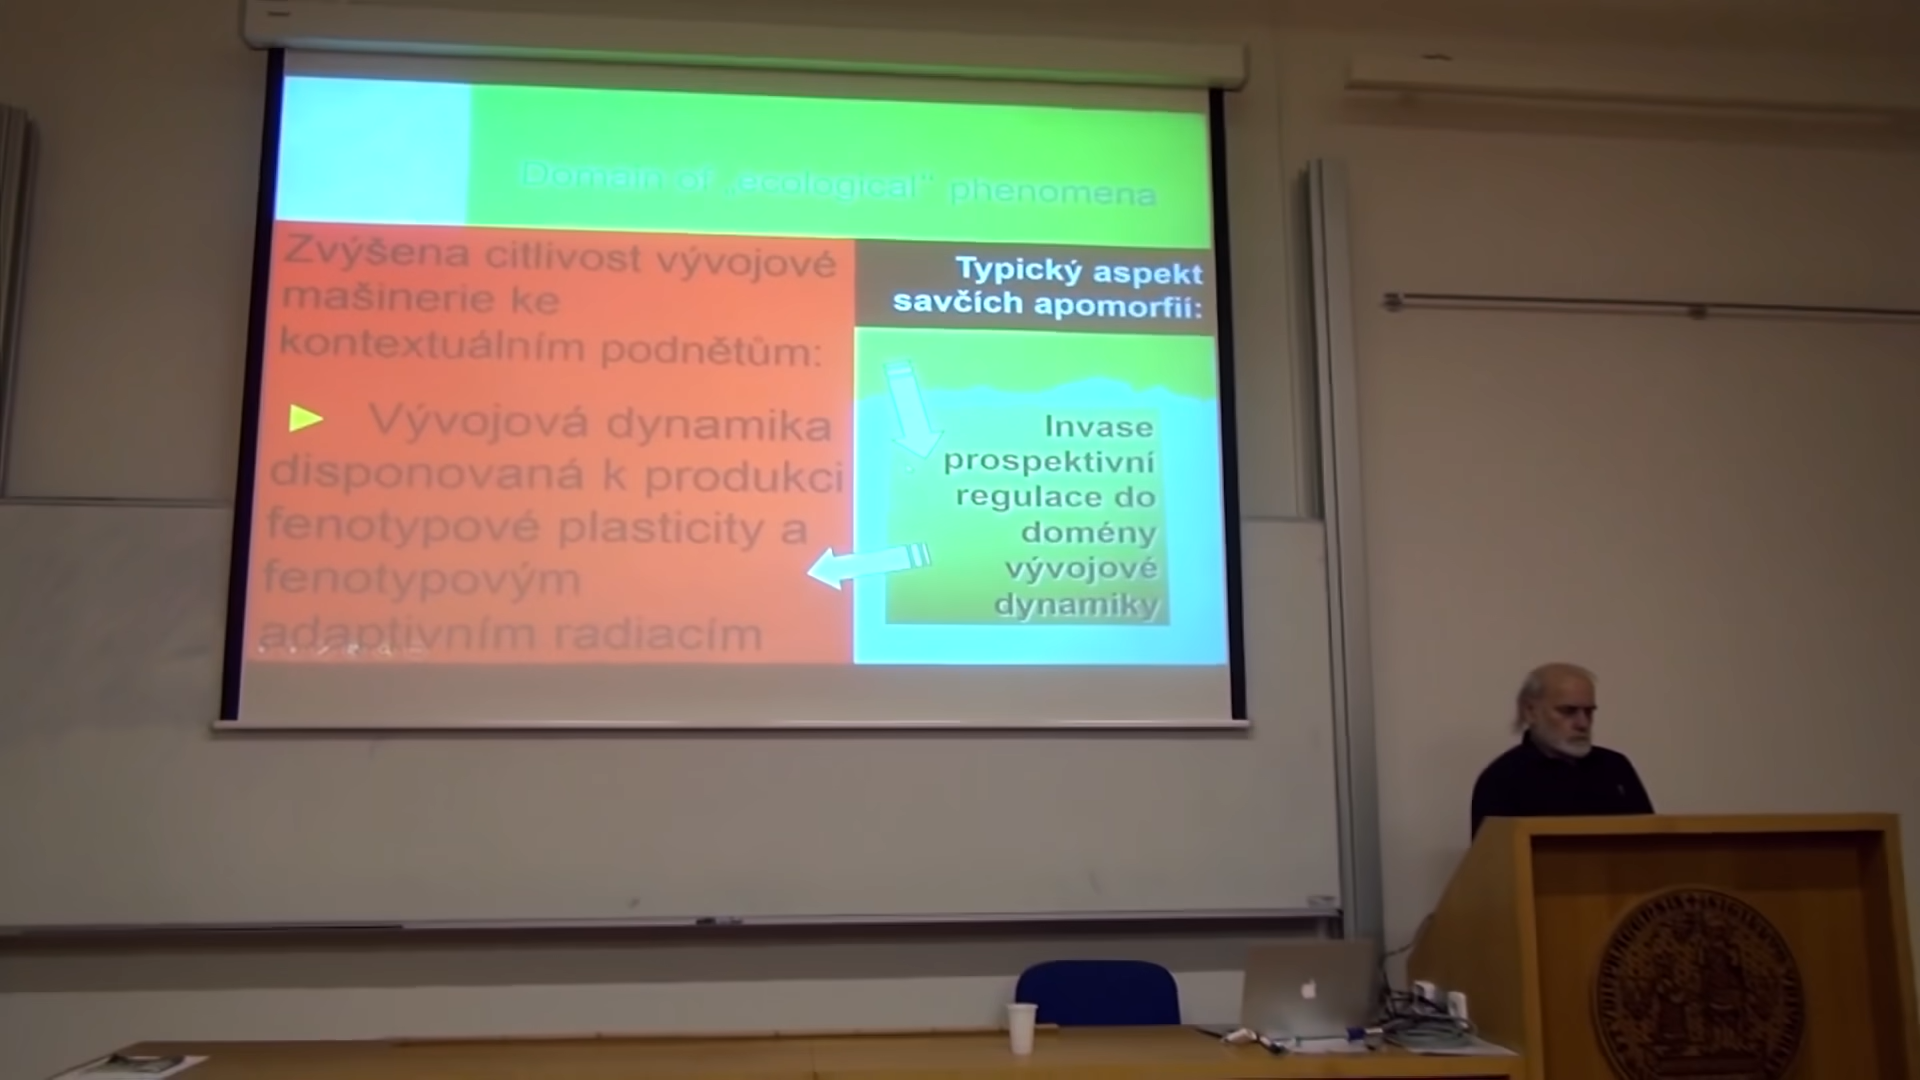 Domain of „ecological“ phenomena
Zvýšena citlivost vývojové
mašinerie ke
kontextuálním podnětům:
Vývojová dynamika
disponovaná k produkci
fenotypové plasticity a
fenotypovým
adaptivním radiacím
Typický aspekt
savčích apomorfií:
Invase
prospektivní
regulace do
domény
vývojové
dynamiky